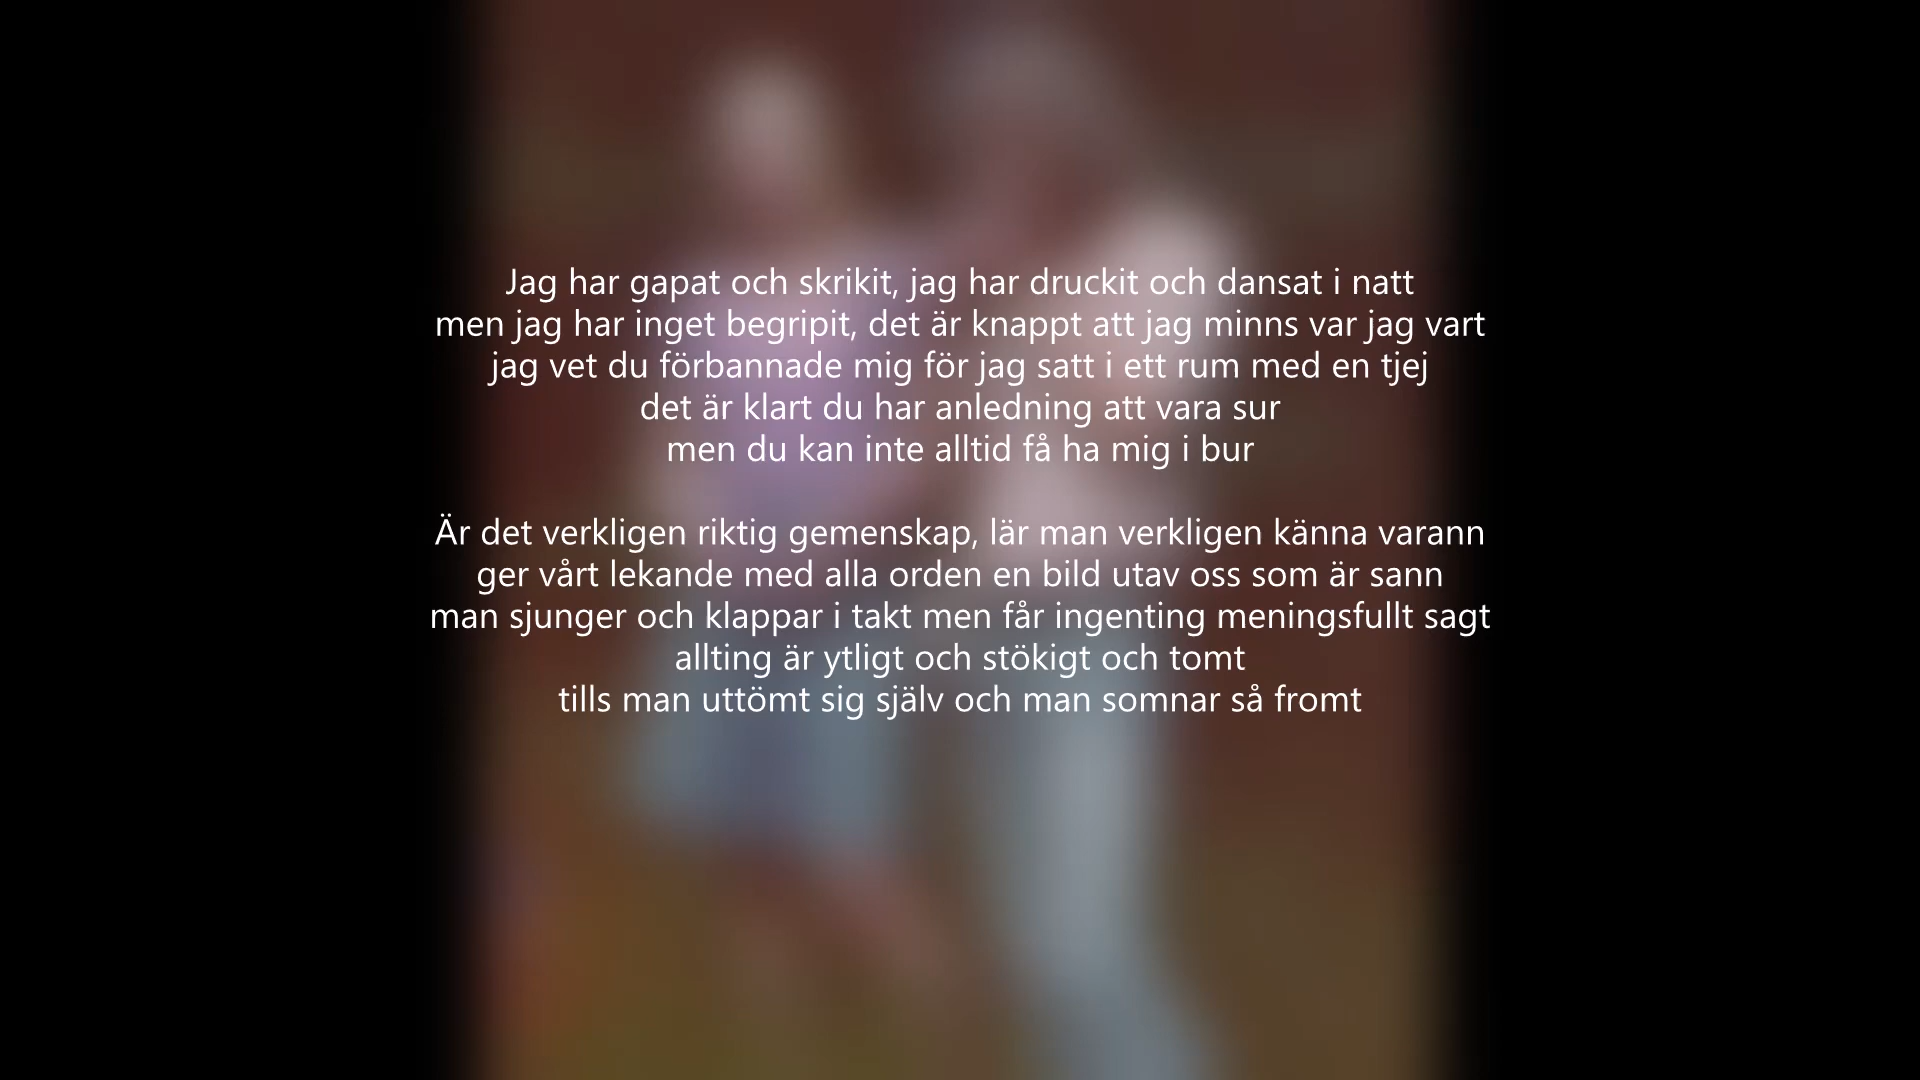 Jag har gapat och skrikit, jag har druckit och dansat i natt
men jag har inget begripit, det är knappt att jag minns var jag vart
jag vet du förbannade mig för jag satt i ett rum med en tjej
det är klart du har anledning att vara sur
men du kan inte alltid få ha mig i bur
Är det verkligen riktig gemenskap, lär man verkligen känna varann
ger vårt lekande med alla orden en bild utav oss som är sann
man sjunger och klappar i takt men får ingenting meningsfullt sagt
allting är ytligt och stökigt och tomt
tills man uttömt sig själv och man somnar så fromt